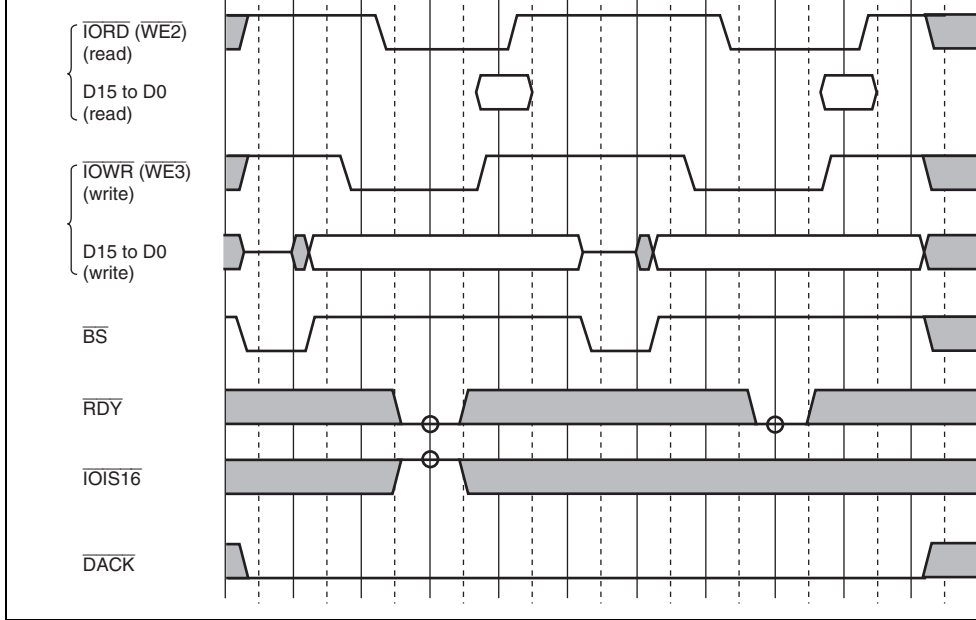 IORD (WE2)
(read)
D15 to D0
(read)
IOWR (WE3)
(write)
D15 to D0
(write)
BS
RDY
IOIS16
DACK